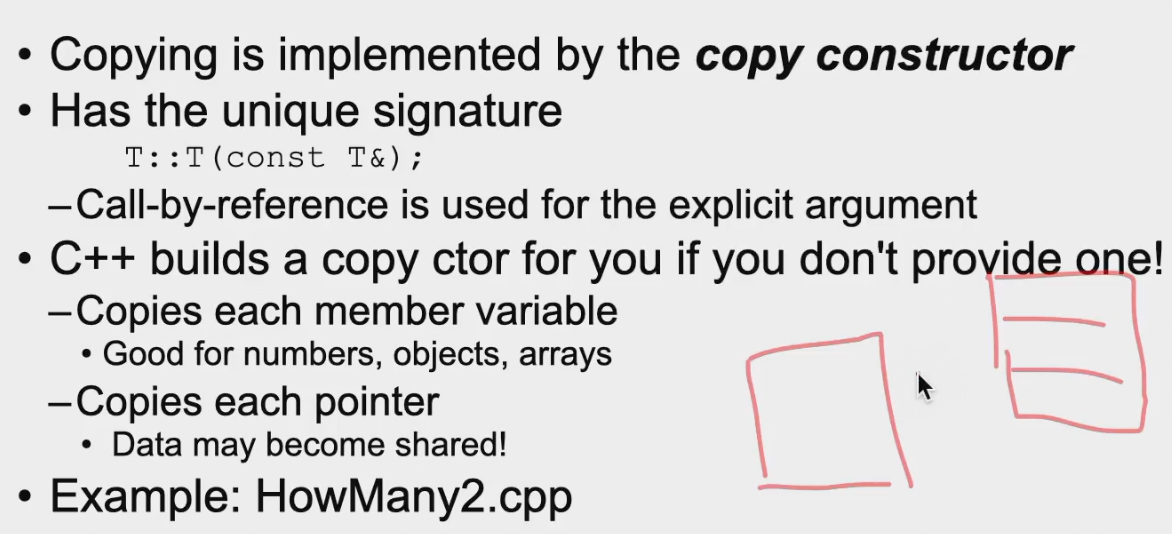 • Copying is implemented by the copy constructor
• Has the unique signature
T::T(const T&);
–Call-by-reference is used for the explicit argument
• C++ builds a copy ctor for you if you don't provide one!
–Copies each member variable
• Good for numbers, objects, arrays
–Copies each pointer
• Data may become shared!
• Example: HowMany2.cpp